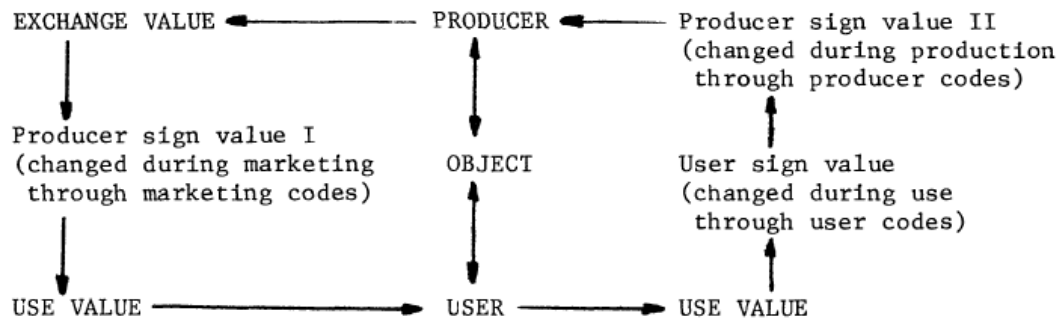 EXCHANGE VALUE PRODUCER Producer sign value II
(changed during production
through producer codes)
Producer sign value I
(changed during marketing OBJECT User sign value
through marketing codes) (changed during use
through user codes)
USE VALUE USER USE VALUE